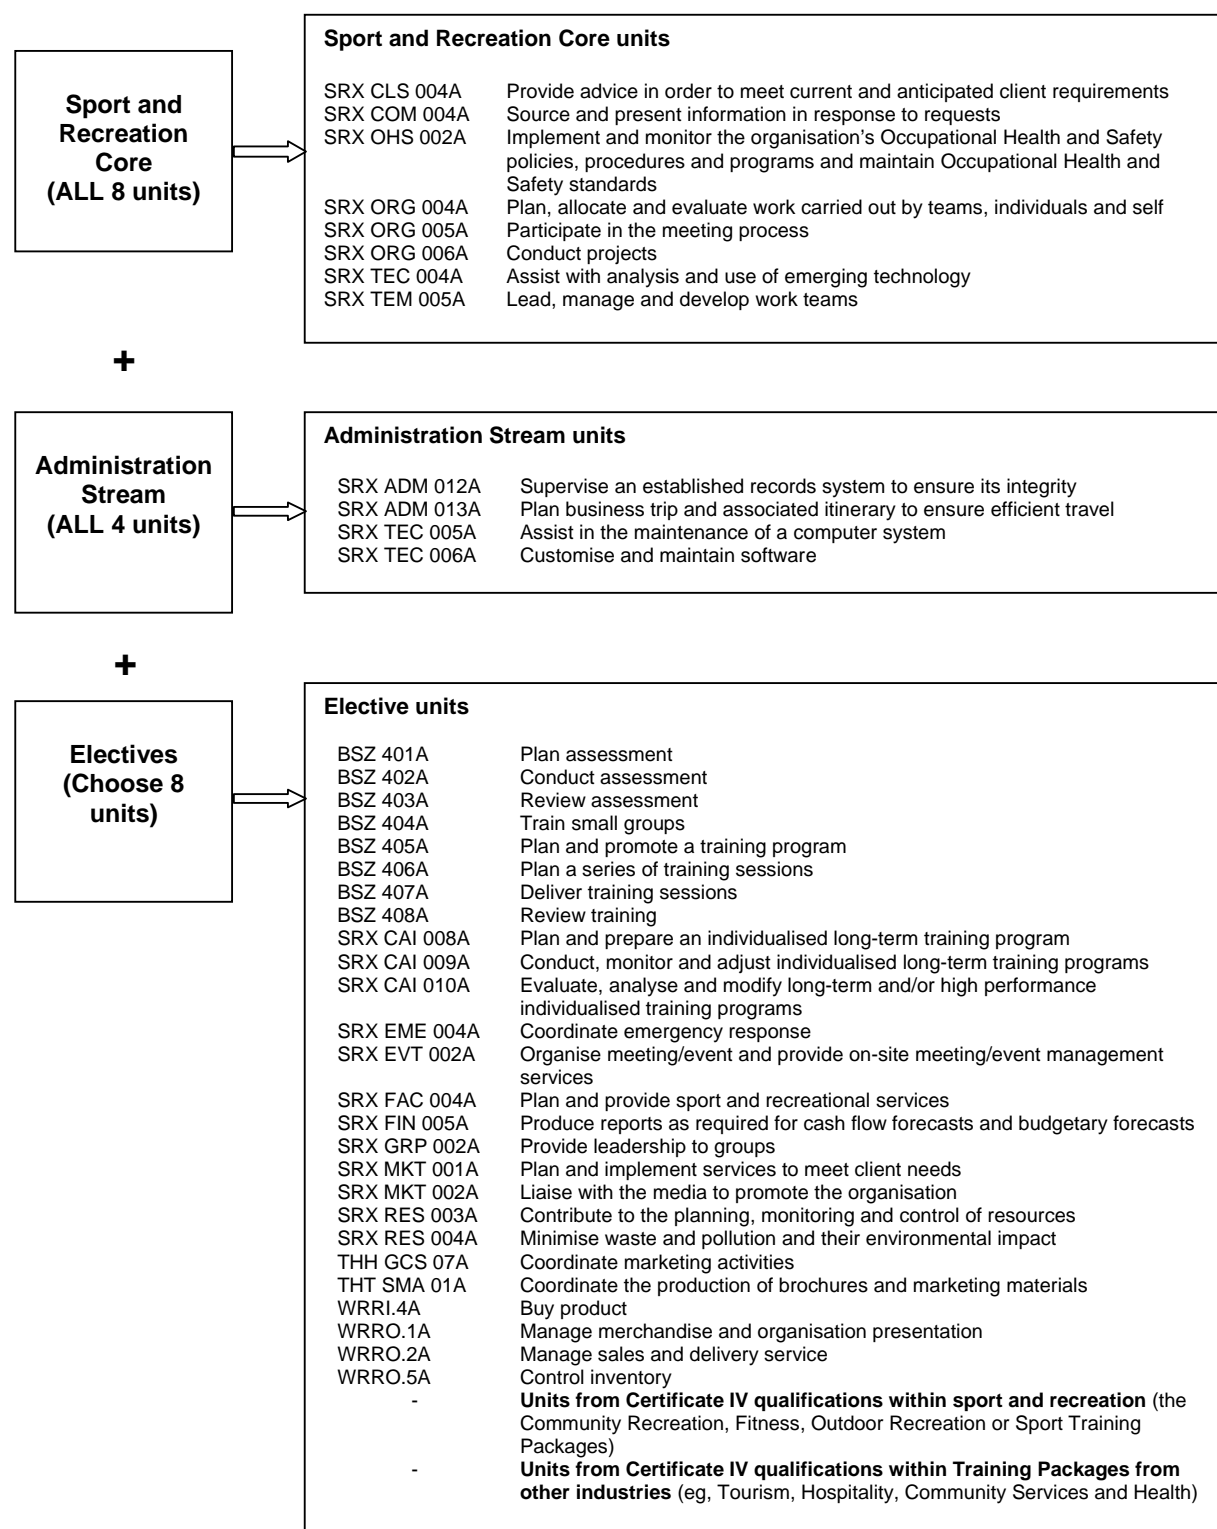 Sport and Recreation Core units
Sport and
Recreation
Core
(ALL 8 units)
SRX CLS 004A Provide advice in order to meet current and anticipated client requirements
SRX COM 004A Source and present information in response to requests
SRX OHS 002A Implement and monitor the organisation's Occupational Health and Safety
policies, procedures and programs and maintain Occupational Health and
Safety standards
SRX ORG 004A Plan, allocate and evaluate work carried out by teams, individuals and self
SRX ORG 005A Participate in the meeting process
SRX ORG 006A Conduct projects
SRX TEC 004A Assist with analysis and use of emerging technology
SRX TEM 005A Lead, manage and develop work teams
+
Administration
Stream
(ALL 4 units)
Administration Stream units
SRX ADM 012A Supervise an established records system to ensure its integrity
SRX ADM 013A Plan business trip and associated itinerary to ensure efficient travel
SRX TEC 005A Assist in the maintenance of a computer system
SRX TEC 006A Customise and maintain software
+
Electives
(Choose 8
units)
Elective units
BSZ 401A Plan assessment
BSZ 402A Conduct assessment
BSZ 403A Review assessment
BSZ 404A Train small groups
BSZ 405A Plan and promote a training program
BSZ 406A Plan a series of training sessions
BSZ 407A Deliver training sessions
BSZ 408A Review training
SRX CAI 008A Plan and prepare an individualised long-term training program
SRX CAI 009A Conduct, monitor and adjust individualised long-term training programs
SRX CAI 010A Evaluate, analyse and modify long-term and/or high performance
individualised training programs
SRX EME 004A Coordinate emergency response
SRX EVT 002A Organise meeting/event and provide on-site meeting/event management
services
SRX FAC 004A Plan and provide sport and recreational services
SRX FIN 005A Produce reports as required for cash flow forecasts and budgetary forecasts
SRX GRP 002A Provide leadership to groups
SRX MKT 001A Plan and implement services to meet client needs
SRX MKT 002A Liaise with the media to promote the organisation
SRX RES 003A Contribute to the planning, monitoring and control of resources
SRX RES 004A Minimise waste and pollution and their environmental impact
THH GCS 07A Coordinate marketing activities
THT SMA 01A Coordinate the production of brochures and marketing materials
WRRI.4A Buy product
WRRO.1A Manage merchandise and organisation presentation
WRRO.2A Manage sales and delivery service
WRRO.5A Control inventory
- Units from Certificate IV qualifications within sport and recreation (the
Community Recreation, Fitness, Outdoor Recreation or Sport Training
Packages)
- Units from Certificate IV qualifications within Training Packages from
other industries (eg, Tourism, Hospitality, Community Services and Health)